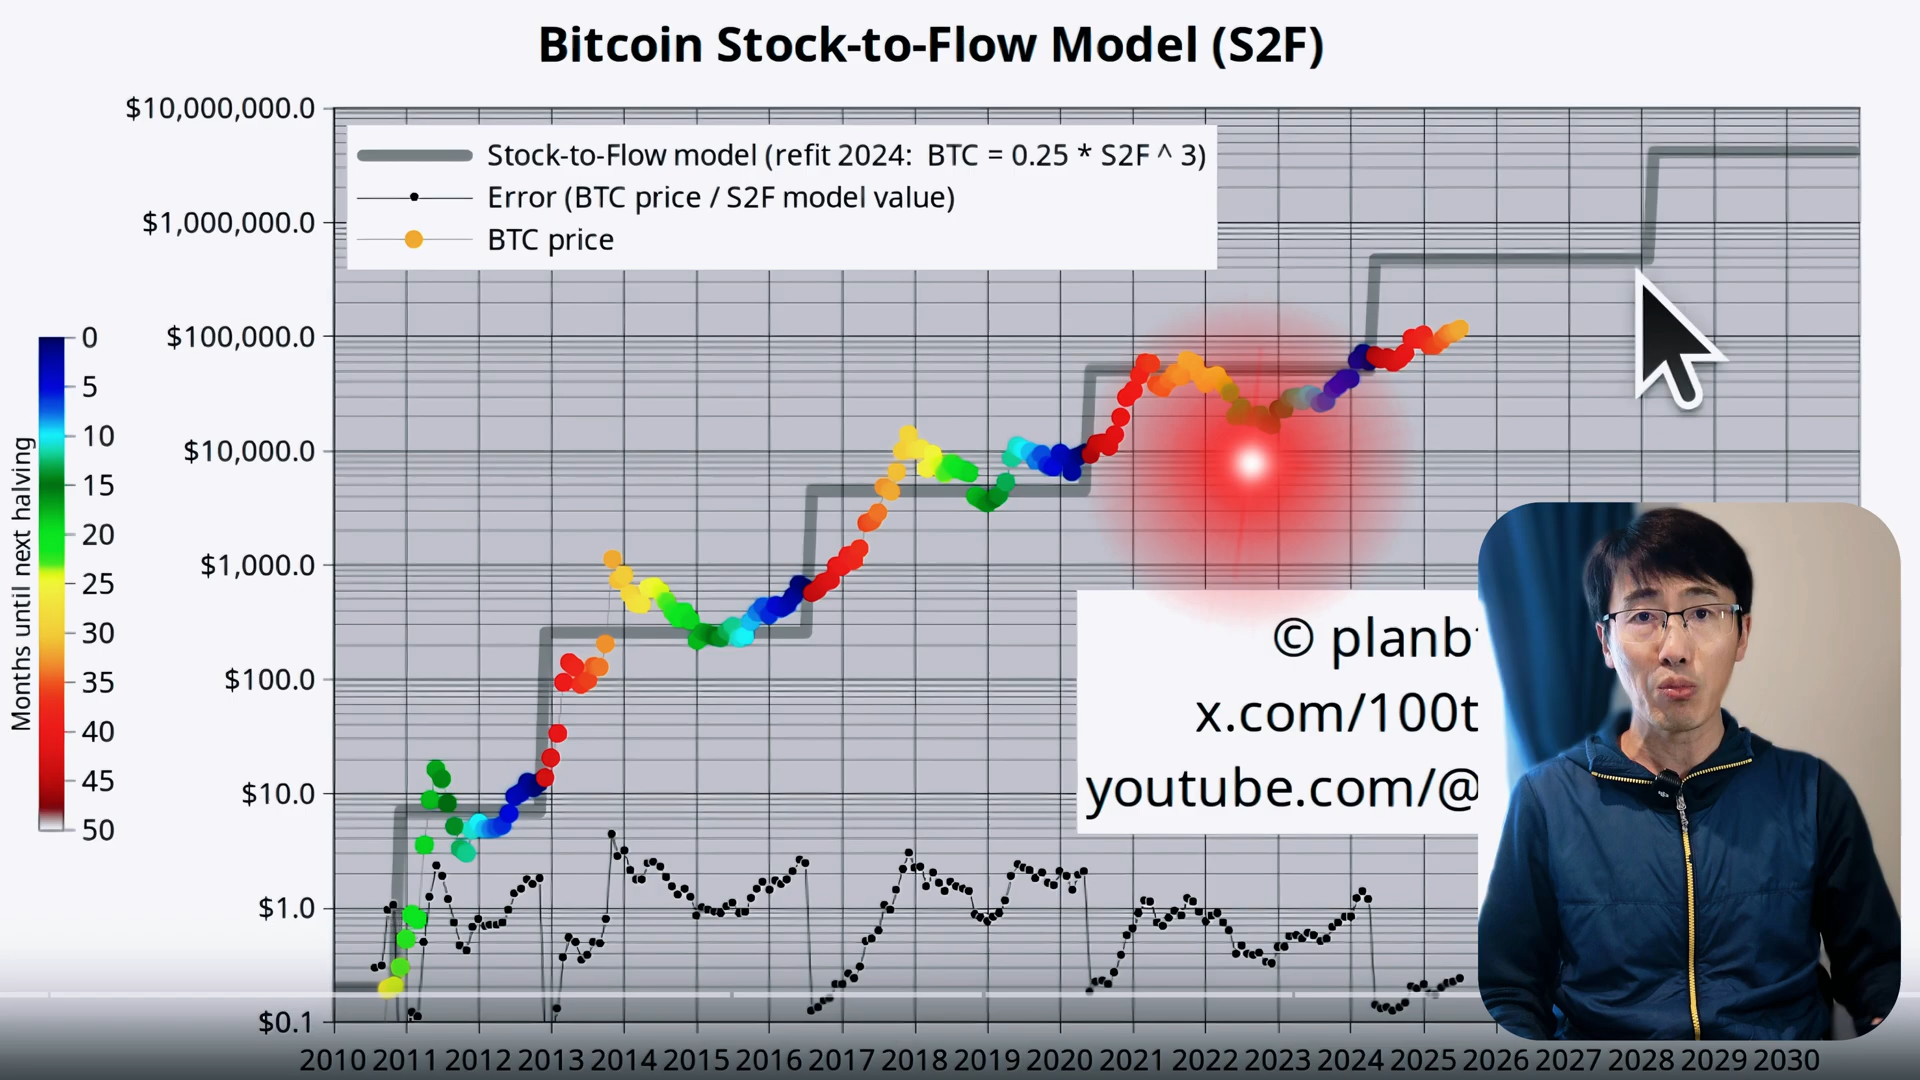 Bitcoin Stock-to-Flow Model (S2F)
$10,000,000.0
$1,000,000.0
$100,000.0
$10,000.0
$1,000.0
$100.0
$10.0
$1.0
$0.1
Stock-to-Flow model (refit 2024: BTC = 0.25 * S2F ^ 3)
Error (BTC price / S2F model value)
BTC price
Months until next halving
0
5
10
15
20
25
30
35
40
45
50
© planb
x.com/100t
youtube.com/@
2010 2011 2012 2013 2014 2015 2016 2017 2018 2019 2020 2021 2022 2023 2024 2025 2026 2027 2028 2029 2030